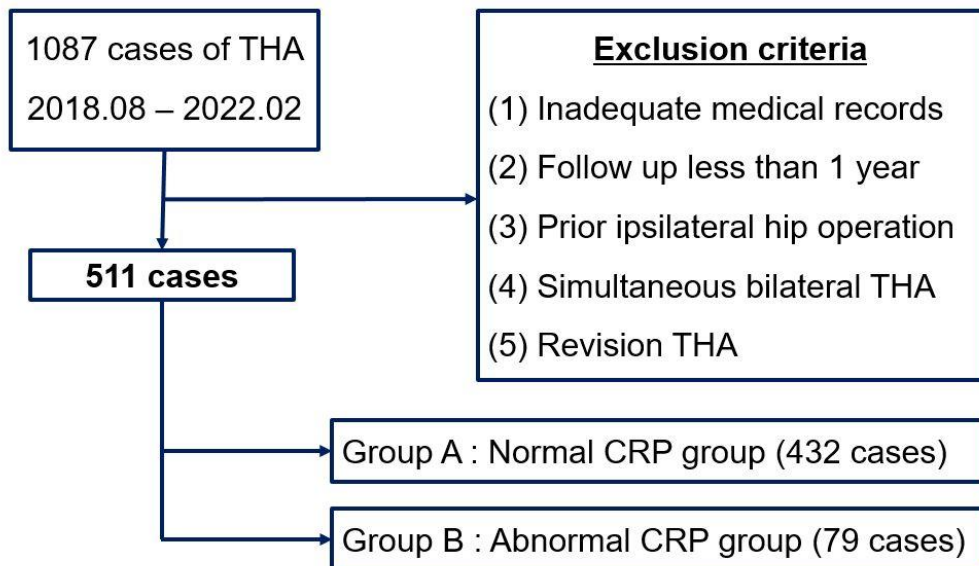 1087 cases of THA
2018.08 – 2022.02
Exclusion criteria
(1) Inadequate medical records
(2) Follow up less than 1 year
(3) Prior ipsilateral hip operation
(4) Simultaneous bilateral THA
(5) Revision THA
511 cases
Group A : Normal CRP group (432 cases)
Group B : Abnormal CRP group (79 cases)